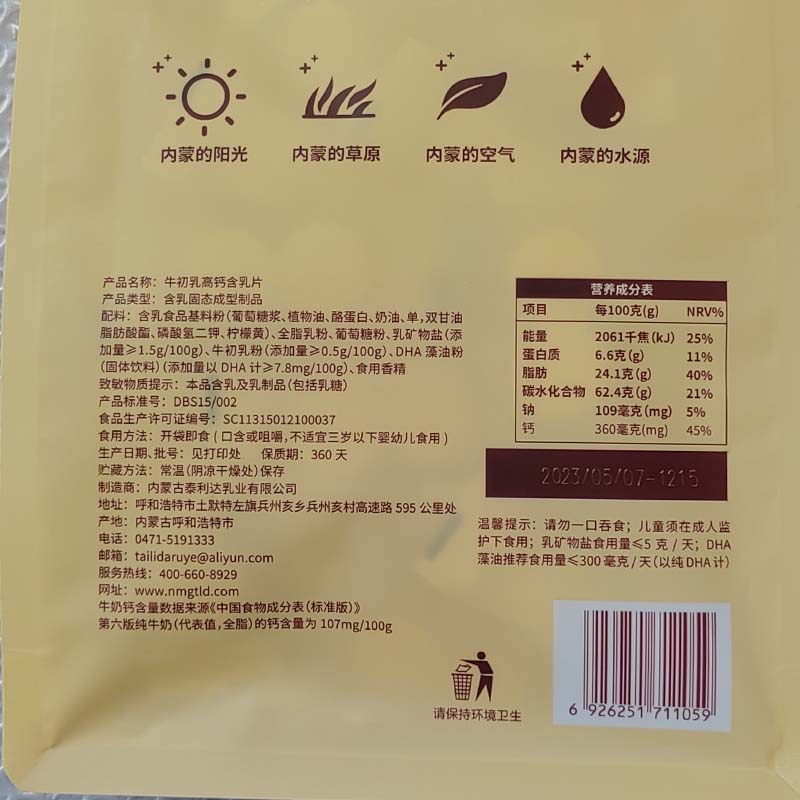 内蒙的阳光 内蒙的草原 内蒙的空气 内蒙的水源
产品名称：牛初乳高钙含乳片
产品类型：含乳固态成型制品
配料：含乳食品基料粉（葡萄糖浆、植物油、酪蛋白、奶油、单，双甘油
脂肪酸酯、磷酸氢二钾、柠檬黄）、全脂乳粉、葡萄糖粉、乳矿物盐（添
加量≥1.5g/100g）、牛初乳粉（添加量≥0.5g/100g）、DHA 藻油粉
（固体饮料）（添加量以 DHA 计≥7.8mg/100g）、食用香精
致敏物质提示：本品含乳及乳制品（包括乳糖）
产品标准号：DBS15/002
食品生产许可证编号：SC11315012100037
食用方法：开袋即食（口含或咀嚼,不适宜三岁以下婴幼儿食用）
生产日期、批号：见打印处 保质期：360 天
贮藏方法：常温（阴凉干燥处）保存
制造商：内蒙古泰利达乳业有限公司
地址：呼和浩特市土默特左旗兵州亥乡兵州亥村高速路 595 公里处
产地：内蒙古呼和浩特市
电话：0471-5191333
邮箱：tailidaruye@aliyun.com
服务热线：400-660-8929
网址：www.nmgtld.com
牛奶钙含量数据来源《中国食物成分表（标准版）》
第六版纯牛奶（代表值，全脂）的钙含量为 107mg/100g
营养成分表
项目 每100克(g) NRV%
能量 2061千焦(kJ) 25%
蛋白质 6.6克(g) 11%
脂肪 24.1克(g) 40%
碳水化合物 62.4克(g) 21%
钠 109毫克(mg) 5%
钙 360毫克(mg) 45%
2023/05/07-1215
温馨提示：请勿一口吞食；儿童须在成人监
护下食用；乳矿物盐食用量≤5 克 / 天；DHA
藻油推荐食用量≤300 毫克 / 天（以纯DHA计）
请保持环境卫生
6 926251 711059